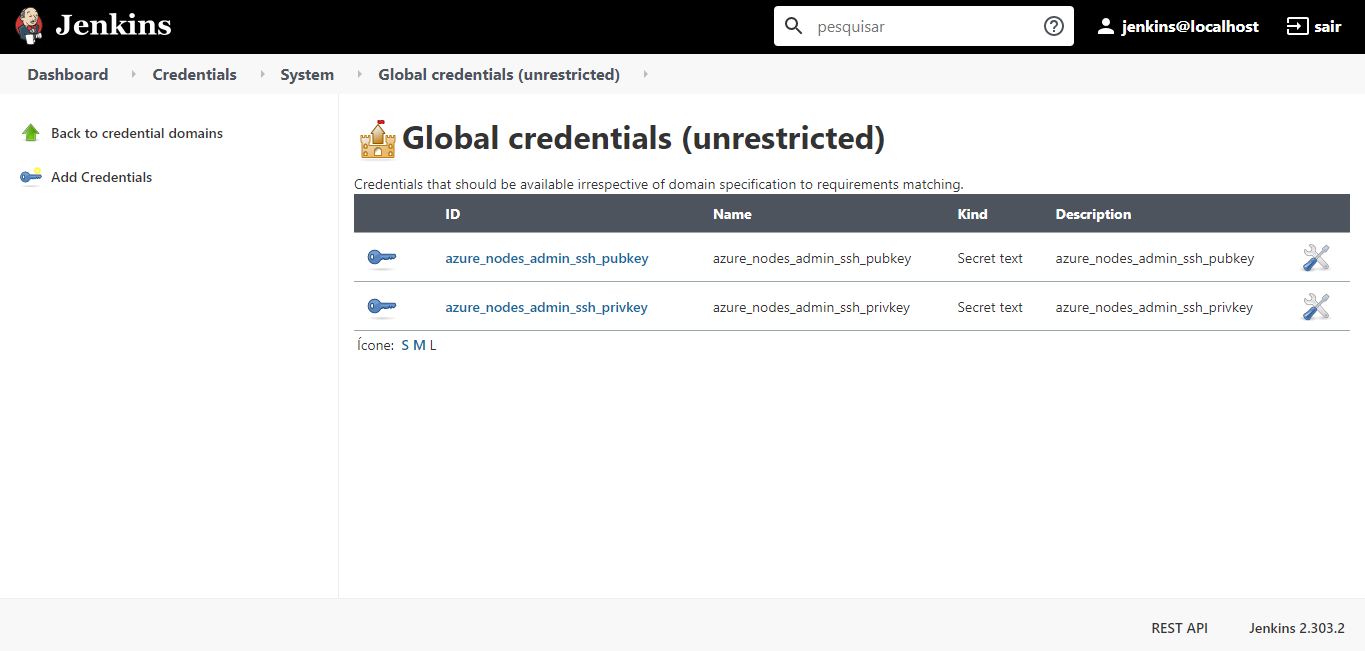 Jenkins pesquisar jenkins@localhost sair
Dashboard Credentials System Global credentials (unrestricted)
Back to credential domains
Add Credentials
Global credentials (unrestricted)
Credentials that should be available irrespective of domain specification to requirements matching.
ID Name Kind Description
azure_nodes_admin_ssh_pubkey azure_nodes_admin_ssh_pubkey Secret text azure_nodes_admin_ssh_pubkey
azure_nodes_admin_ssh_privkey azure_nodes_admin_ssh_privkey Secret text azure_nodes_admin_ssh_privkey
Ícone: S M L
REST API Jenkins 2.303.2